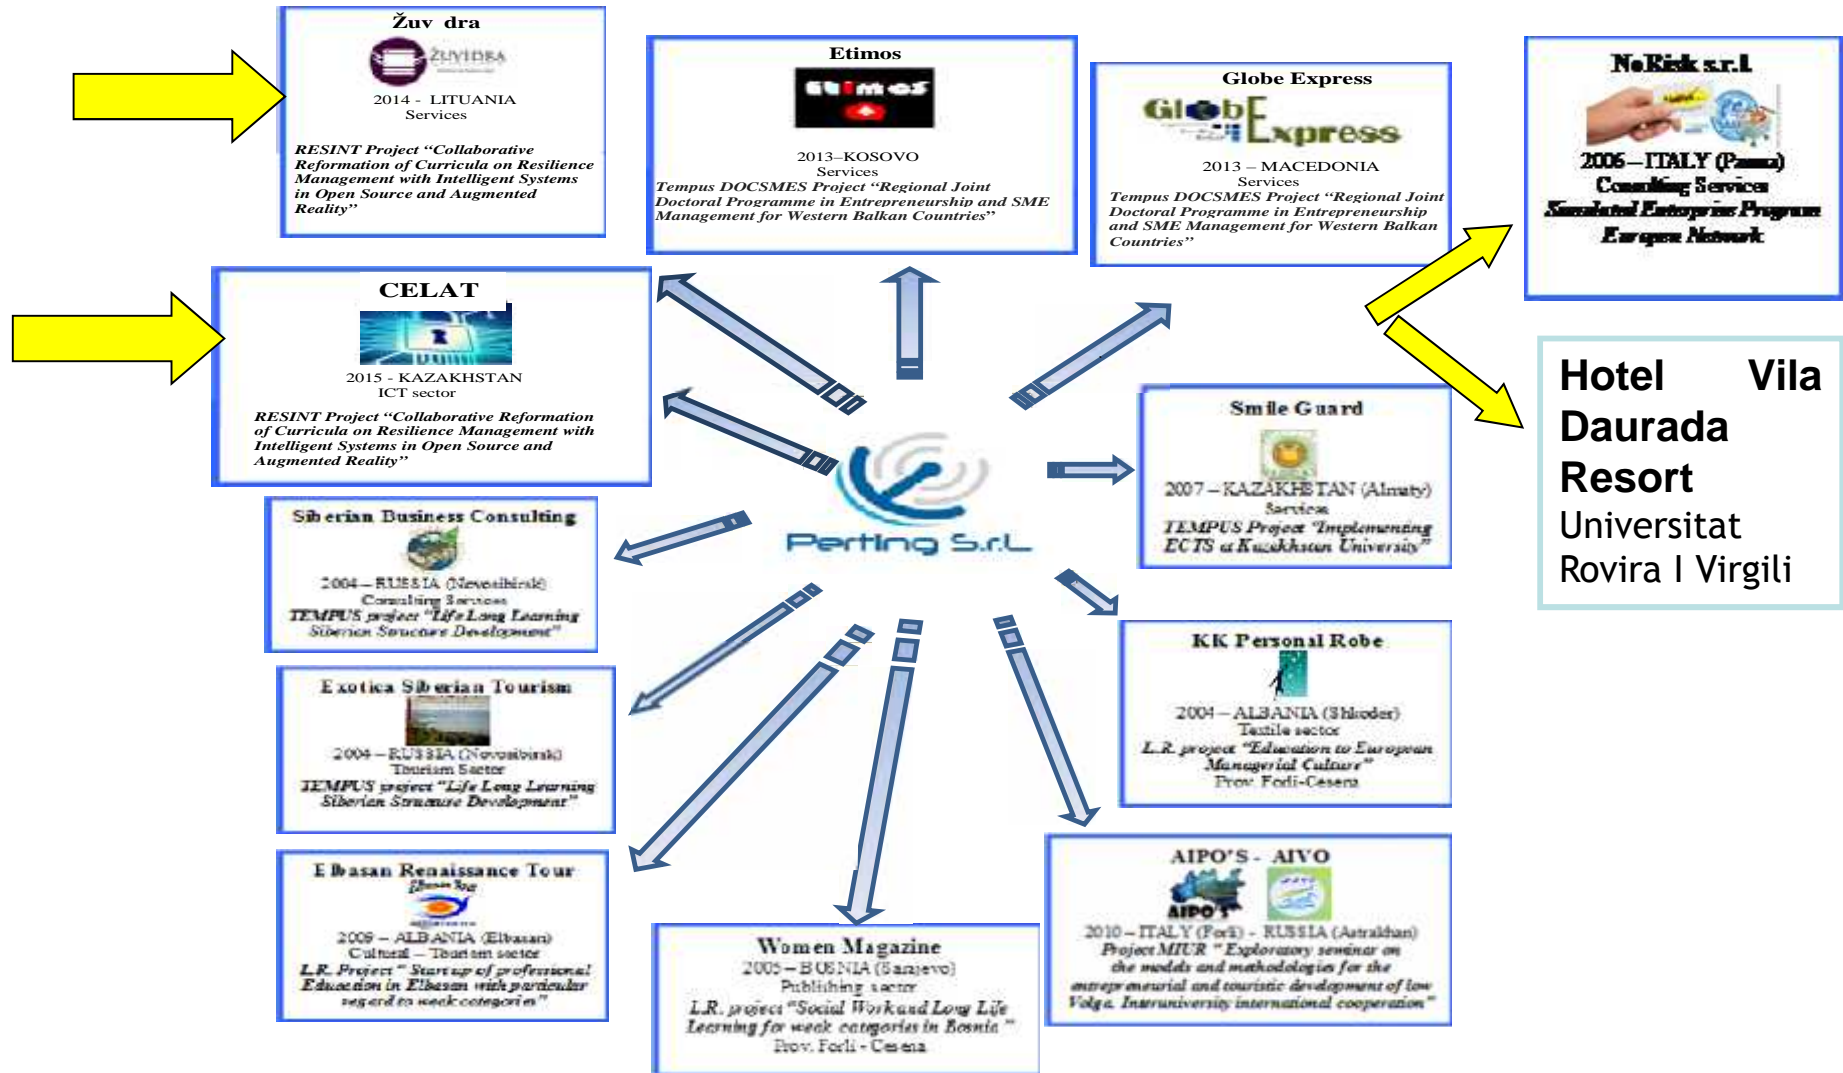 Žuv dra
ŽUVIDRA
2014 - LITUANIA
Services
RESINT Project “Collaborative
Reformation of Curricula on Resilience
Management with Intelligent Systems
in Open Source and Augmented
Reality”
Etimos
etimos
2013–KOSOVO
Services
Tempus DOCSMES Project “Regional Joint
Doctoral Programme in Entrepreneurship and SME
Management for Western Balkan Countries”
Globe Express
GlobExpress
2013 – MACEDONIA
Services
Tempus DOCSMES Project “Regional Joint
Doctoral Programme in Entrepreneurship
and SME Management for Western Balkan
Countries”
NoRisk s.r.l.
2006 – ITALY (Parma)
Consulting Services
Simulated Enterprise Program
Europen Network
CELAT
2015 - KAZAKHSTAN
ICT sector
RESINT Project “Collaborative Reformation
of Curricula on Resilience Management with
Intelligent Systems in Open Source and
Augmented Reality”
Hotel Vila
Daurada
Resort
Universitat
Rovira I Virgili
Smile Guard
2007 – KAZAKHSTAN (Almaty)
Services
TEMPUS Project “Implementing
ECTS at Kazakhstan University”
Perting S.r.L
Siberian Business Consulting
2004 – RUSSIA (Novosibirsk)
Consulting Services
TEMPUS project “Life Long Learning
Siberian Structure Development”
KK Personal Robe
2004 – ALBANIA (Shkoder)
Textile sector
L.R. project “Education to European
Managerial Culture”
Prov. Forlì-Cesena
Exotica Siberian Tourism
2004 – RUSSIA (Novosibirsk)
Tourism Sector
TEMPUS project “Life Long Learning
Siberian Structure Development”
Elbasan Renaissance Tour
Elbasan Tour
ALBANIA (Elbasan)
Cultural – Tourism sector
L.R. Project “ Start up of professional
Education in Elbasan with particular
regard to weak categories”
Women Magazine
2005 – BOSNIA (Sarajevo)
Publishing sector
L.R. project “Social Work and Long Life
Learning for weak categories in Bosnia ”
Prov. Forlì - Cesena
AIPO'S - AIVO
AIPO'S
2010 – ITALY (Forlì) - RUSSIA (Astrakhan)
Project MIUR “ Exploratory seminar on
the models and methodologies for the
entrepreneurial and touristic development of low
Volga. Interuniversity international cooperation”